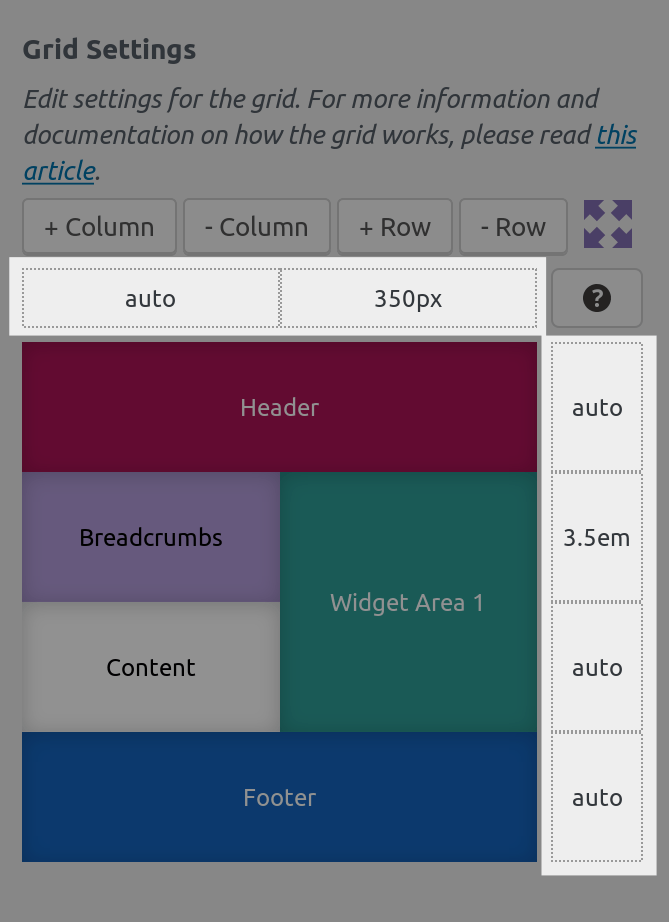 Grid Settings
Edit settings for the grid. For more information and
documentation on how the grid works, please read this
article.
+ Column - Column + Row - Row
auto 350px ?
Header auto
Breadcrumbs 3.5em
Widget Area 1
Content auto
Footer auto